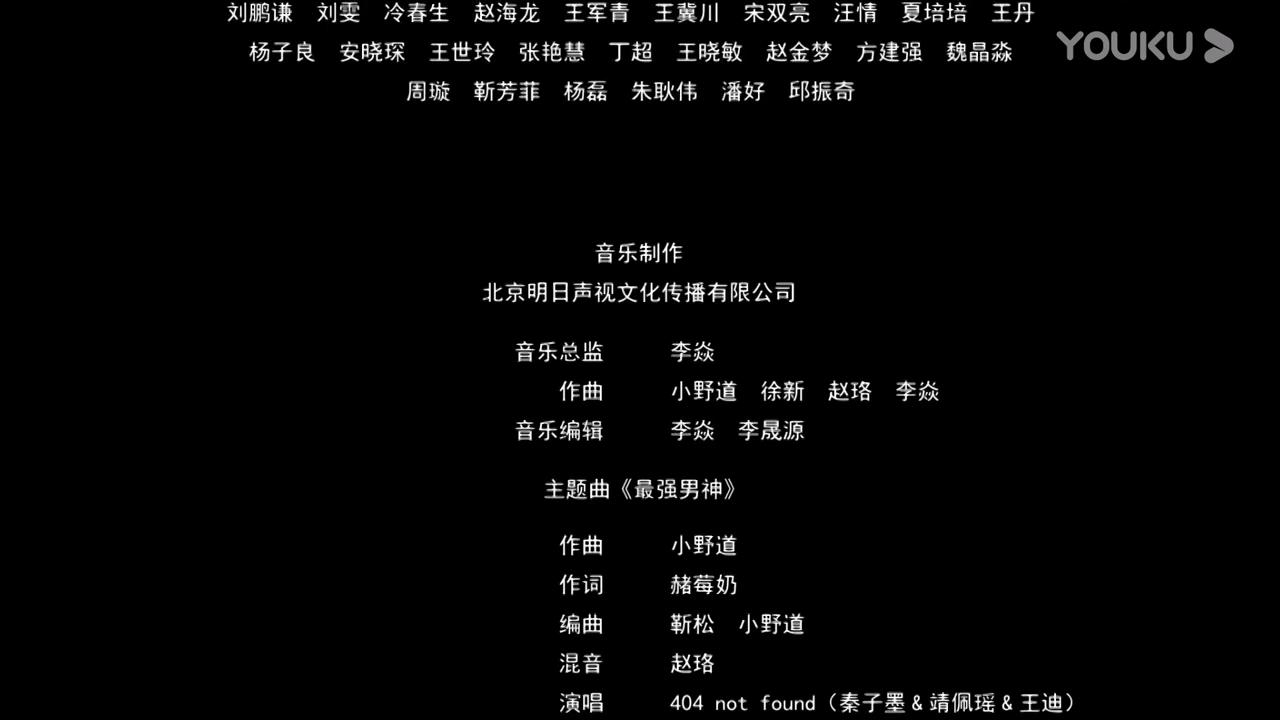 刘鹏谦 刘雯 冷春生 赵海龙 王军青 王冀川 宋双亮 汪情 夏培培 王丹
YOUKU
杨子良 安晓琛 王世玲 张艳慧 丁超 王晓敏 赵金梦 方建强 魏晶淼
周璇 靳芳菲 杨磊 朱耿伟 潘好 邱振奇
音乐制作
北京明日声视文化传播有限公司
音乐总监 李焱
作曲 小野道 徐新 赵珞 李焱
音乐编辑 李焱 李晟源
主题曲《最强男神》
作曲 小野道
作词 赭莓奶
编曲 靳松 小野道
混音 赵珞
演唱 404 not found（秦子墨&靖佩瑶&王迪）